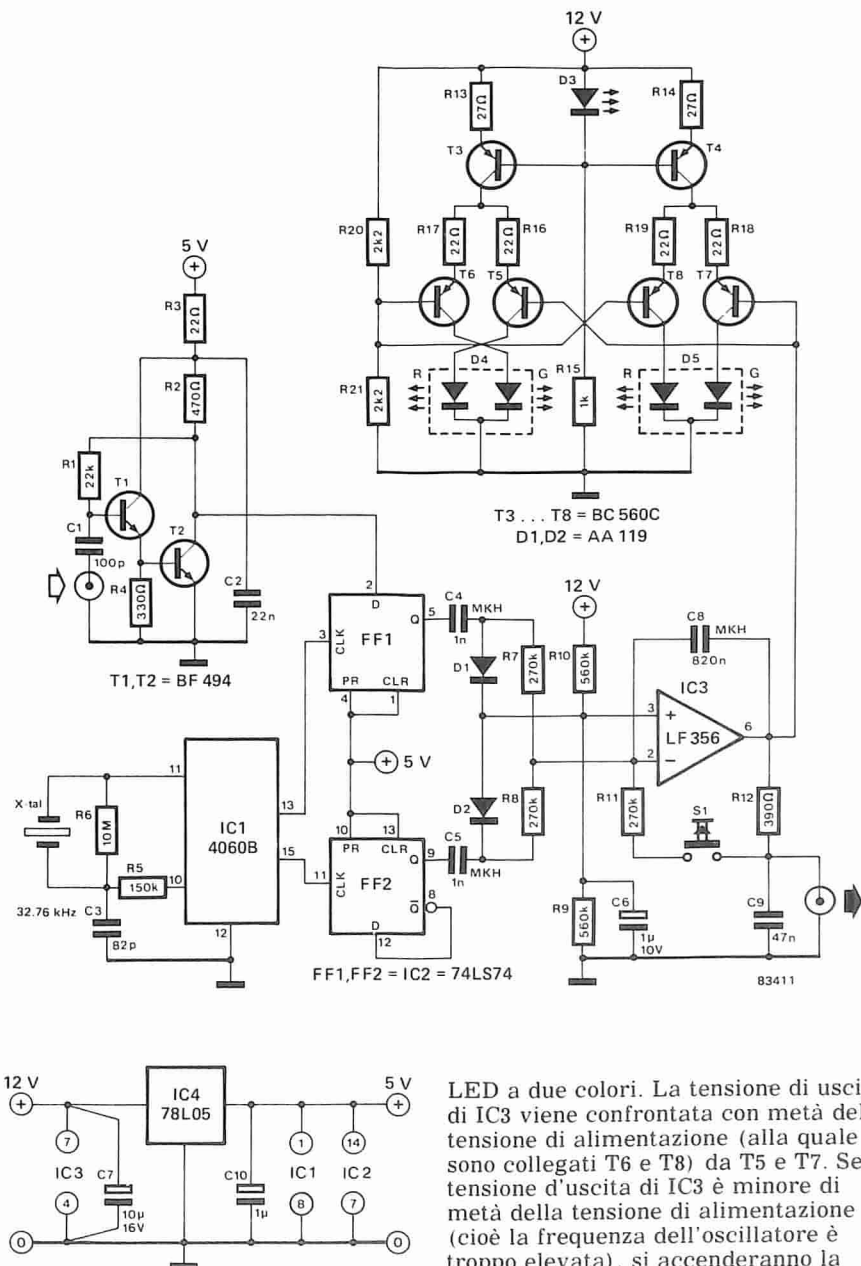 12 V
+
R13
27Ω
D3
R14
27Ω
T3
T4
R20
2k2
R17
22Ω
R16
22Ω
R19
22Ω
R18
22Ω
T6
T5
T8
T7
D4
R
G
R15
1k
D5
R
G
R21
2k2
T3 ... T8 = BC 560C
D1,D2 = AA 119
5 V
+
R3
22Ω
R2
470Ω
R1
22k
T1
C1
100p
T2
R4
330Ω
C2
22n
T1,T2 = BF 494
2
D
3
CLK
FF1
Q
5
PR
CLR
4
1
C4
MKH
1n
D1
R7
270k
+ 5 V
10
13
PR
CLR
11
CLK
FF2
Q
9
Q
8
D
12
C5
MKH
1n
D2
R8
270k
FF1,FF2 = IC2 = 74LS74
X-tal
R6
10M
R5
150k
32.76 kHz
C3
82p
11
10
12
IC1
4060B
13
15
12 V
+
R10
560k
R9
560k
C6
1µ
10V
C8
MKH
820n
IC3
LF 356
3
+
2
−
6
R11
270k
S1
R12
390Ω
C9
47n
83411
12 V
+
IC4
78L05
5 V
+
7
IC3
4
C7
10µ
16V
C10
1µ
1
IC1
8
14
IC2
7
0
0
LED a due colori. La tensione di usci
di IC3 viene confrontata con metà del
tensione di alimentazione (alla quale
sono collegati T6 e T8) da T5 e T7. Se
tensione d'uscita di IC3 è minore di
metà della tensione di alimentazione
(cioè la frequenza dell'oscillatore è
troppo elevata), si accenderanno la